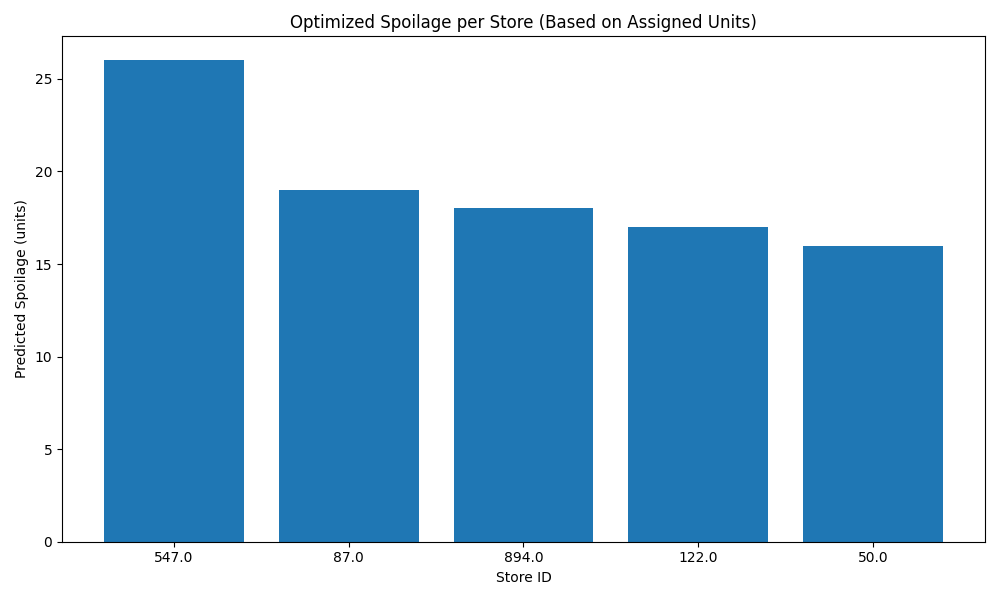 Optimized Spoilage per Store (Based on Assigned Units)
Predicted Spoilage (units)
25
20
15
10
5
0
547.0 87.0 894.0 122.0 50.0
Store ID